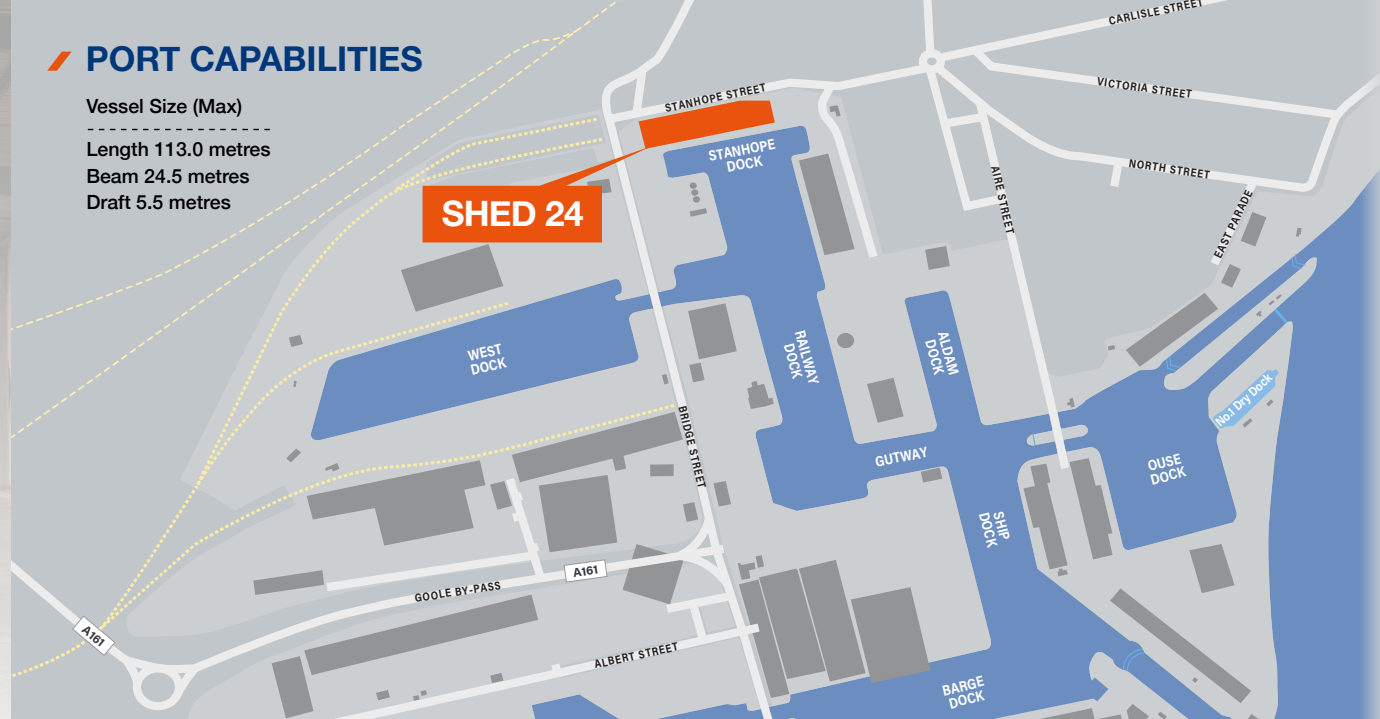 PORT CAPABILITIES
Vessel Size (Max)
Length 113.0 metres
Beam 24.5 metres
Draft 5.5 metres
SHED 24
CARLISLE STREET
STANHOPE STREET
VICTORIA STREET
STANHOPE
DOCK
NORTH STREET
AIRE STREET
EAST PARADE
WEST
DOCK
RAILWAY
DOCK
ALDAM
DOCK
No.1 Dry Dock
BRIDGE STREET
GUTWAY
OUSE
DOCK
SHIP
DOCK
A161
GOOLE BY-PASS
A161
ALBERT STREET
BARGE
DOCK